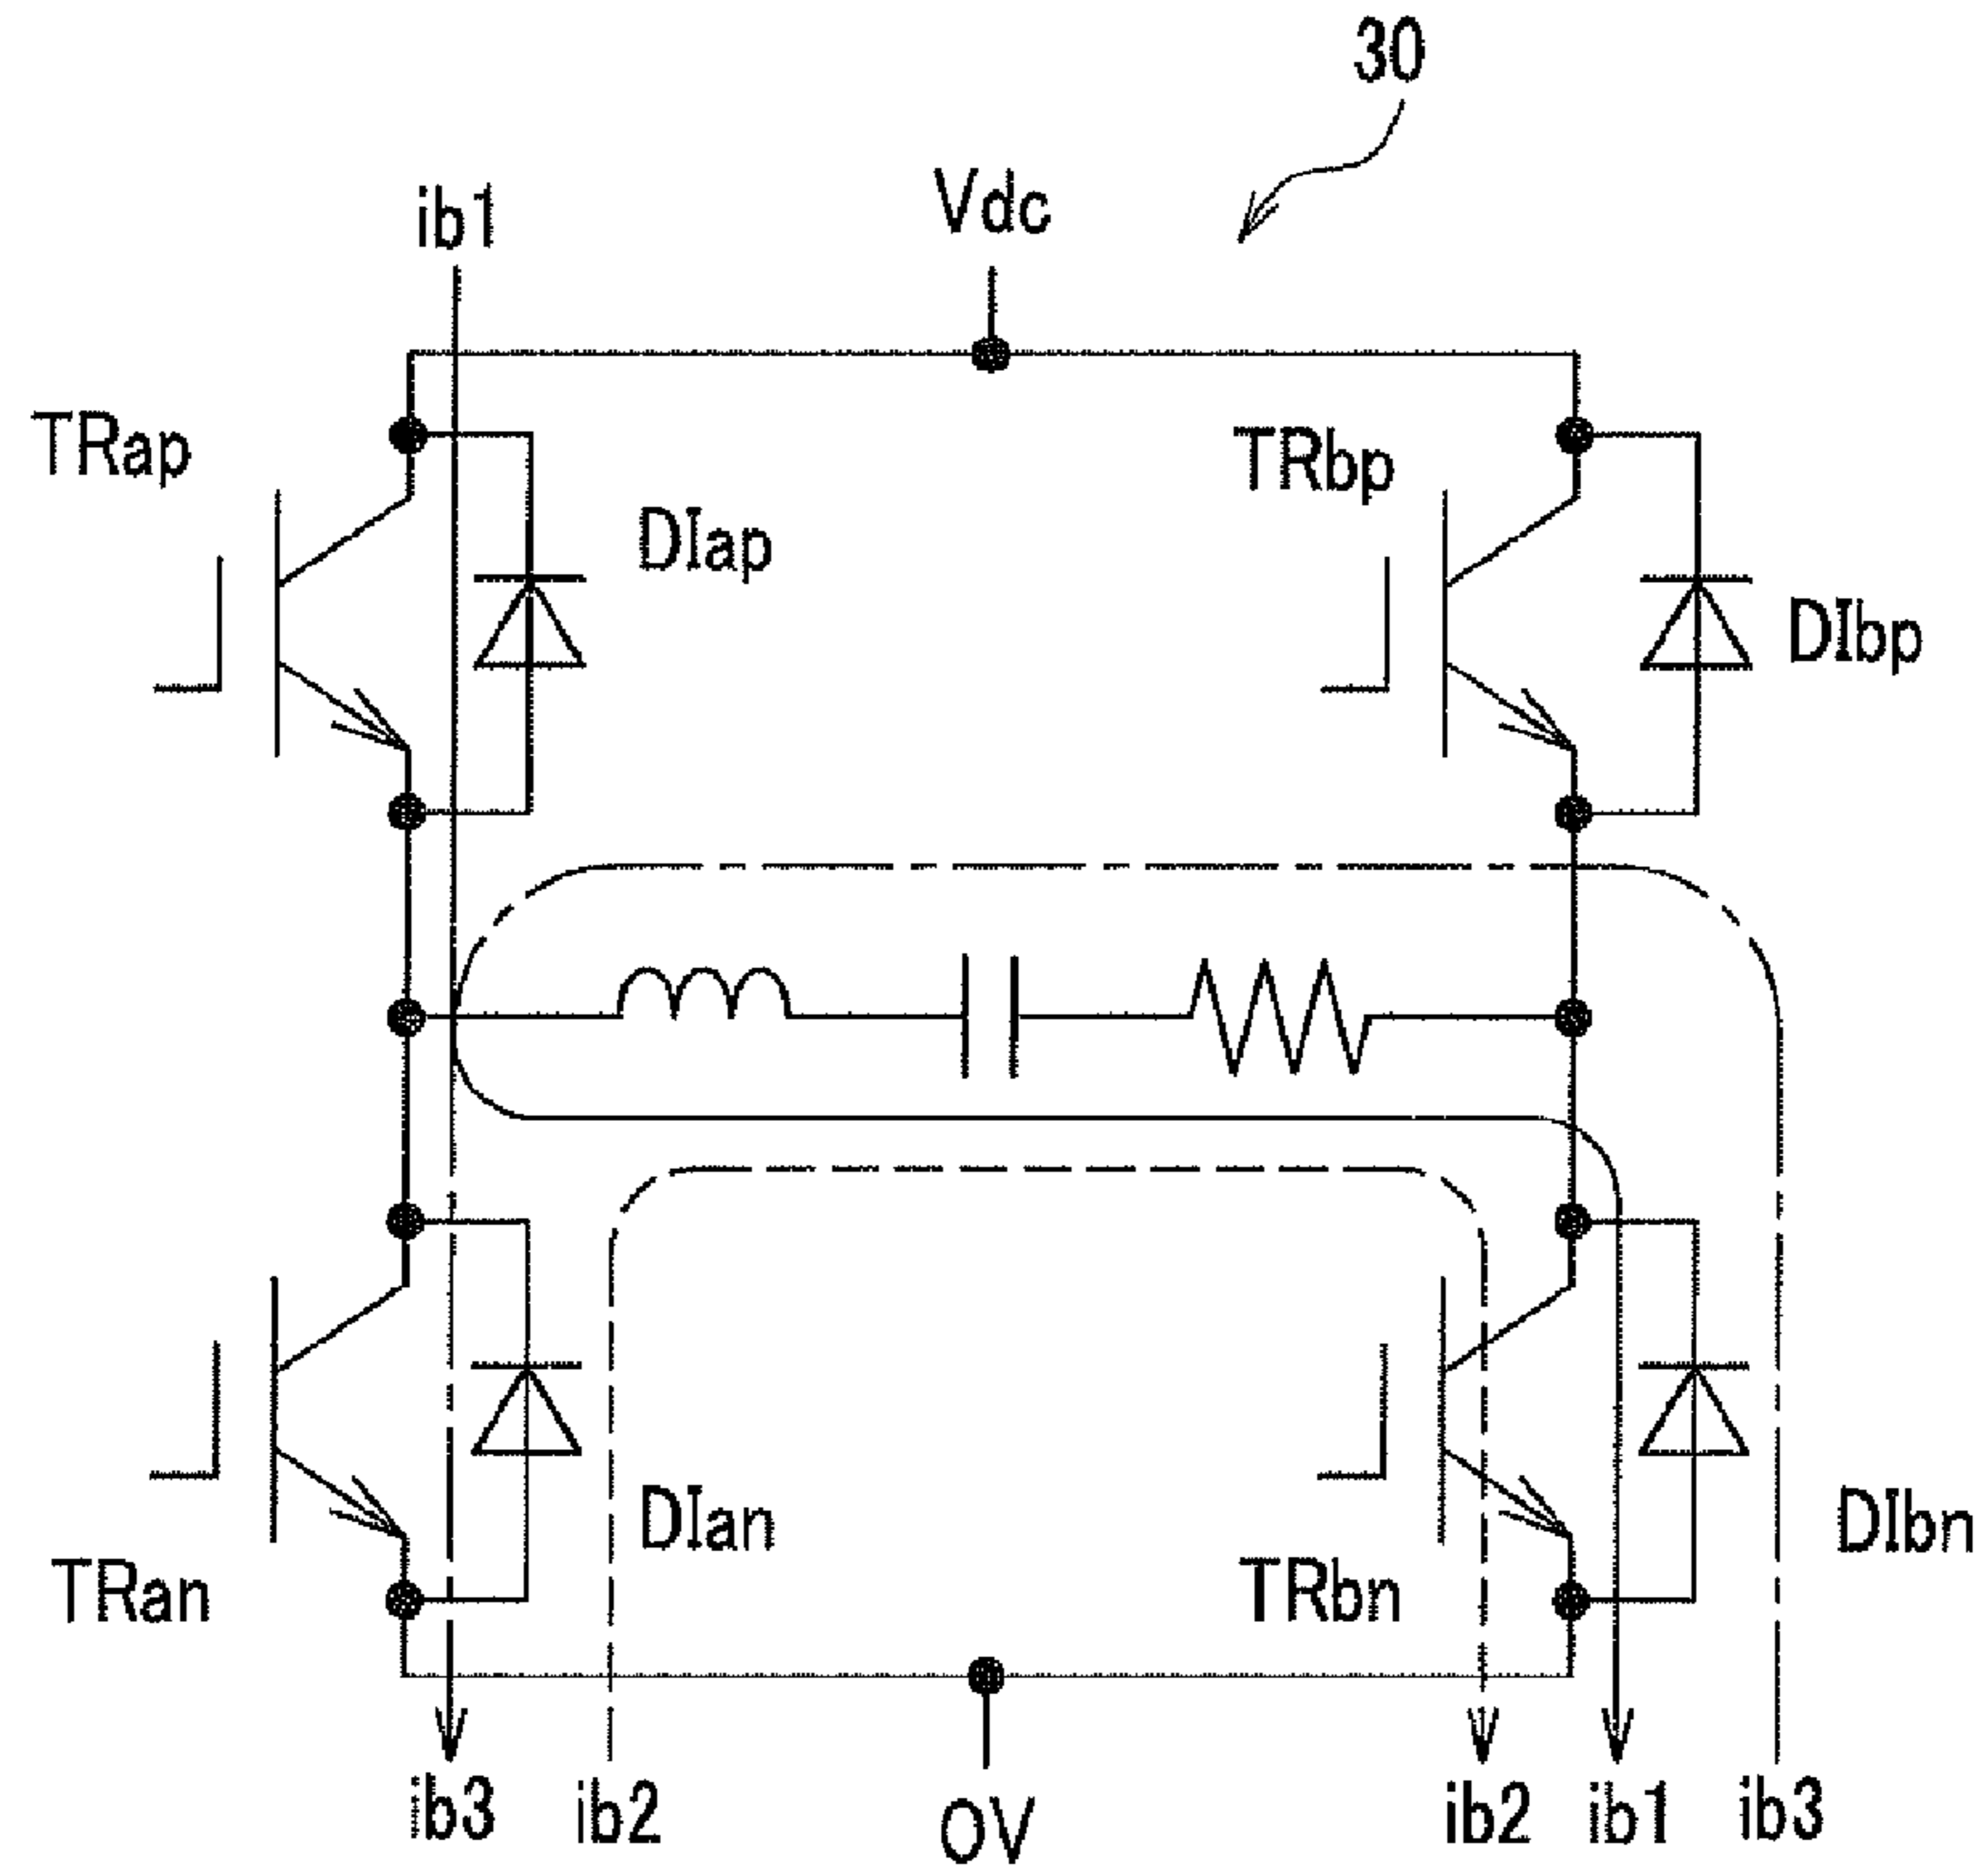 30
ib1
Vdc
TRap
DIap
TRbp
DIbp
TRan
DIan
TRbn
DIbn
ib3
ib2
0V
ib2
ib1
ib3